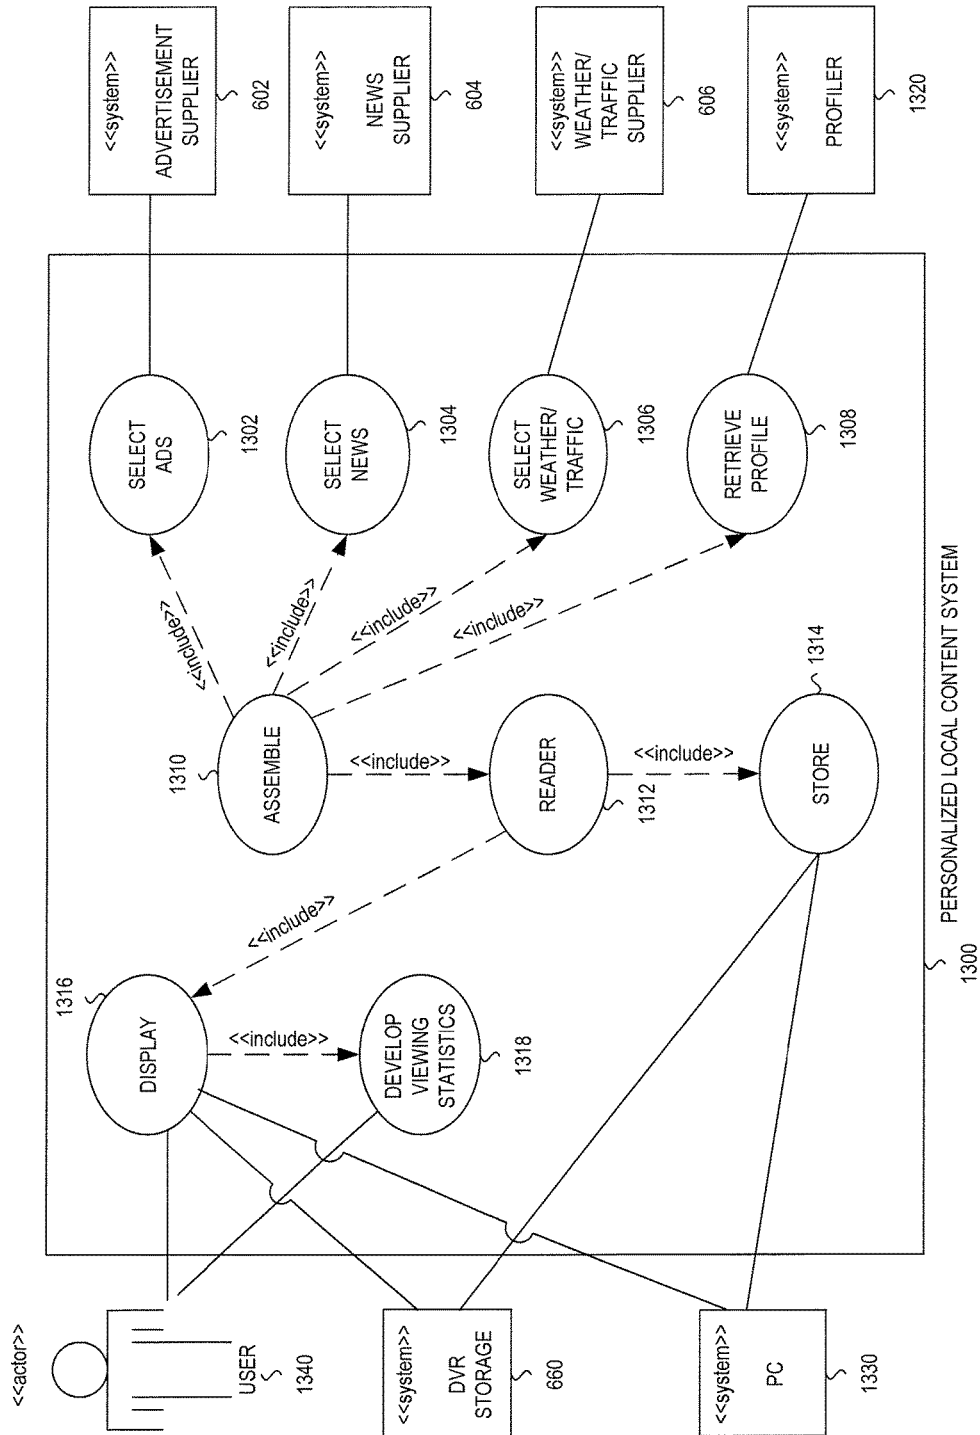 <<actor>>
USER
1340
<<system>>
DVR
STORAGE
660
<<system>>
PC
1330
DISPLAY
1316
<<include>>
DEVELOP
VIEWING
STATISTICS
1318
<<include>>
ASSEMBLE
1310
<<include>>
READER
1312
<<include>>
STORE
1314
<<include>>
<<include>>
<<include>>
<<include>>
SELECT
ADS
1302
SELECT
NEWS
1304
SELECT
WEATHER/
TRAFFIC
1306
RETRIEVE
PROFILE
1308
<<system>>
ADVERTISEMENT
SUPPLIER
602
<<system>>
NEWS
SUPPLIER
604
<<system>>
WEATHER/
TRAFFIC
SUPPLIER
606
<<system>>
PROFILER
1320
1300
PERSONALIZED LOCAL CONTENT SYSTEM